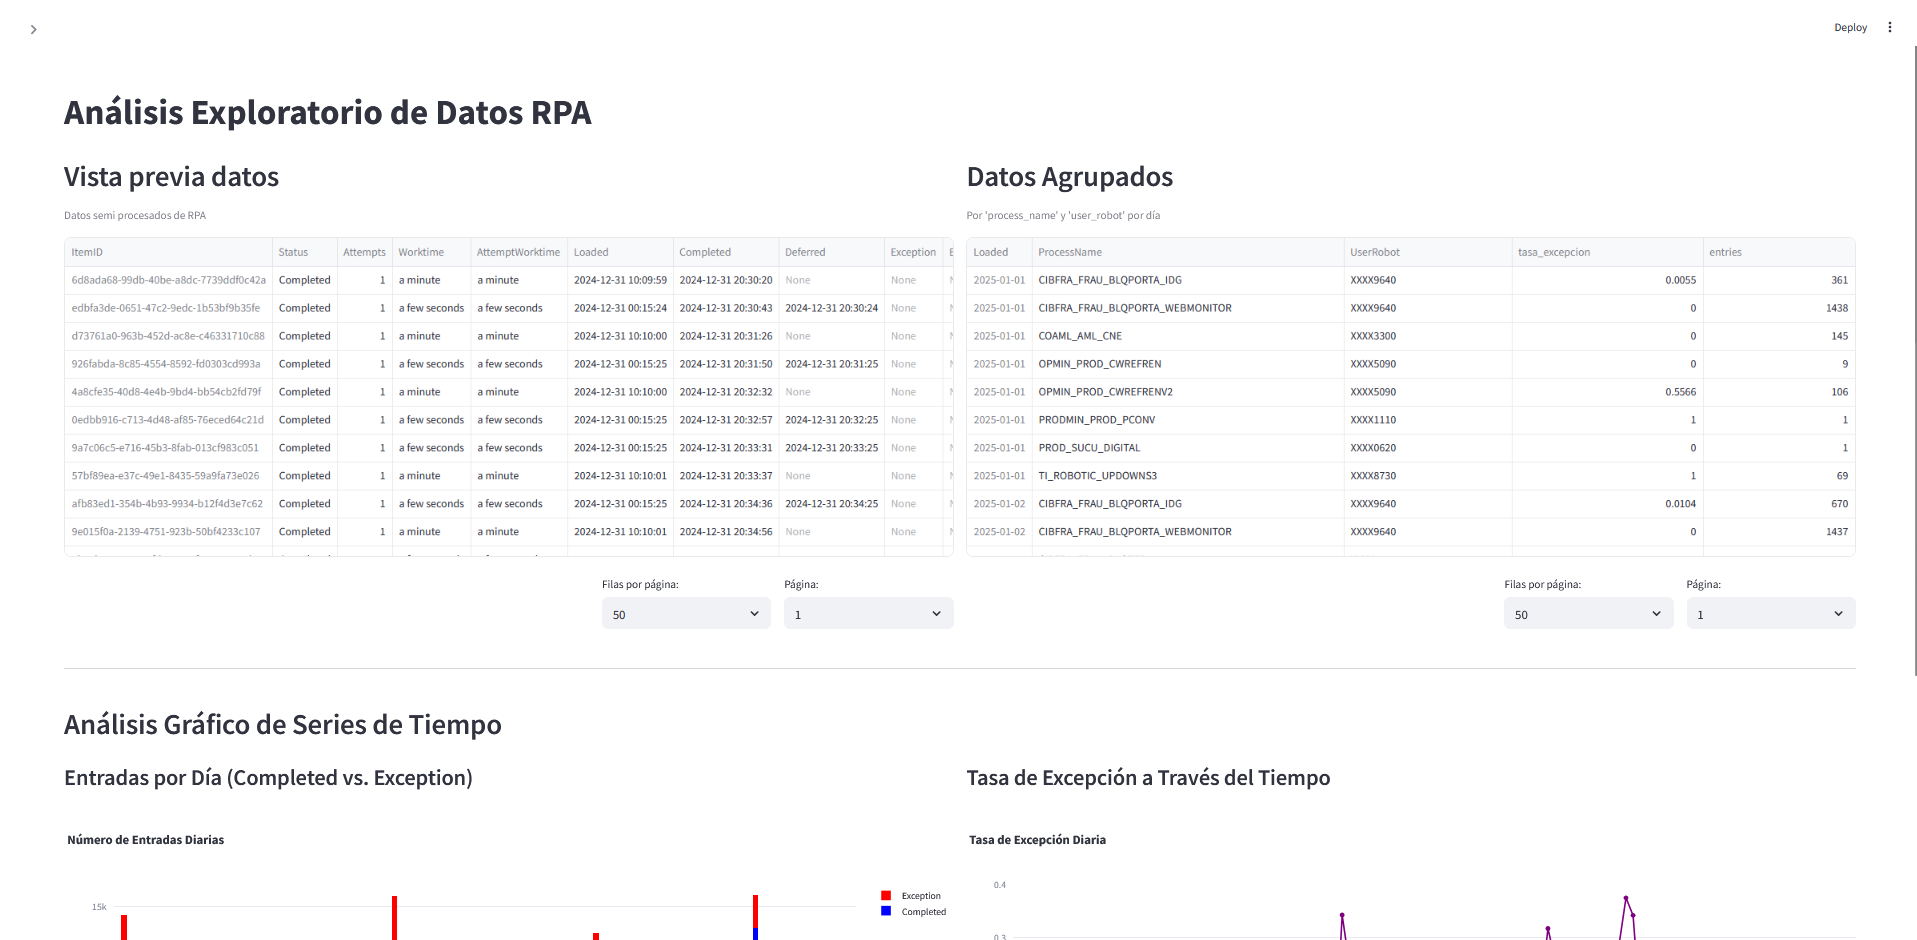 Deploy
Análisis Exploratorio de Datos RPA
Vista previa datos
Datos semi procesados de RPA
ItemID Status Attempts Worktime AttemptWorktime Loaded Completed Deferred Exception
6d8ada68-99db-40be-a8dc-7739ddf0c42a Completed 1 a minute a minute 2024-12-31 10:09:59 2024-12-31 20:30:20 None None
edbfa3de-0651-47c2-9edc-1b53bf9b35fe Completed 1 a few seconds a few seconds 2024-12-31 00:15:24 2024-12-31 20:30:43 2024-12-31 20:30:24 None
d73761a0-963b-452d-ac8e-c46331710c88 Completed 1 a minute a minute 2024-12-31 10:10:00 2024-12-31 20:31:26 None None
926fabda-8c85-4554-8592-fd0303cd993a Completed 1 a few seconds a few seconds 2024-12-31 00:15:25 2024-12-31 20:31:50 2024-12-31 20:31:25 None
4a8cfe35-40d8-4e4b-9bd4-bb54cb2fd79f Completed 1 a minute a minute 2024-12-31 10:10:00 2024-12-31 20:32:32 None None
0edbb916-c713-4d48-af85-76eced64c21d Completed 1 a few seconds a few seconds 2024-12-31 00:15:25 2024-12-31 20:32:57 2024-12-31 20:32:25 None
9a7c06c5-e716-45b3-8fab-013cf983c051 Completed 1 a few seconds a few seconds 2024-12-31 00:15:25 2024-12-31 20:33:31 2024-12-31 20:33:25 None
57bf89ea-e37c-49e1-8435-59a9fa73e026 Completed 1 a minute a minute 2024-12-31 10:10:01 2024-12-31 20:33:37 None None
afb83ed1-354b-4b93-9934-b12f4d3e7c62 Completed 1 a few seconds a few seconds 2024-12-31 00:15:25 2024-12-31 20:34:36 2024-12-31 20:34:25 None
9e015f0a-2139-4751-923b-50bf4233c107 Completed 1 a minute a minute 2024-12-31 10:10:01 2024-12-31 20:34:56 None None
Filas por página: Página:
50 1
Datos Agrupados
Por 'process_name' y 'user_robot' por día
Loaded ProcessName UserRobot tasa_excepcion entries
2025-01-01 CIBFRA_FRAU_BLQPORTA_IDG XXXX9640 0.0055 361
2025-01-01 CIBFRA_FRAU_BLQPORTA_WEBMONITOR XXXX9640 0 1438
2025-01-01 COAML_AML_CNE XXXX3300 0 145
2025-01-01 OPMIN_PROD_CWREFREN XXXX5090 0 9
2025-01-01 OPMIN_PROD_CWREFRENV2 XXXX5090 0.5566 106
2025-01-01 PRODMIN_PROD_PCONV XXXX1110 1 1
2025-01-01 PROD_SUCU_DIGITAL XXXX0620 0 1
2025-01-01 TI_ROBOTIC_UPDOWNS3 XXXX8730 1 69
2025-01-02 CIBFRA_FRAU_BLQPORTA_IDG XXXX9640 0.0104 670
2025-01-02 CIBFRA_FRAU_BLQPORTA_WEBMONITOR XXXX9640 0 1437
Filas por página: Página:
50 1
Análisis Gráfico de Series de Tiempo
Entradas por Día (Completed vs. Exception)
Número de Entradas Diarias
15k
Exception
Completed
Tasa de Excepción a Través del Tiempo
Tasa de Excepción Diaria
0.4
0.3